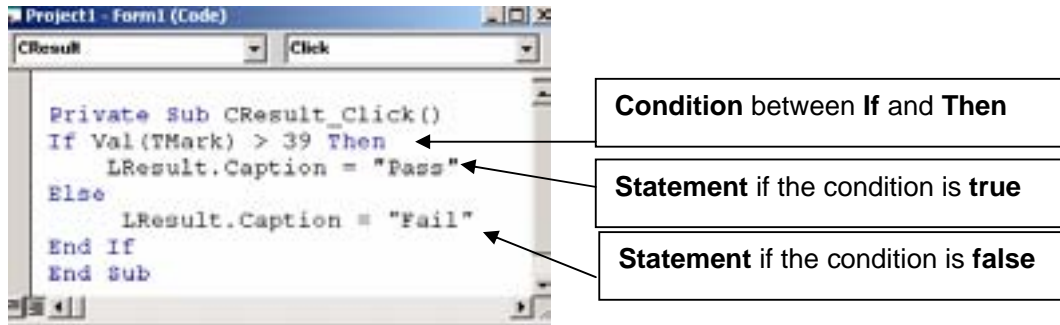 Project1 - Form1 (Code)
CResult Click
Private Sub CResult_Click()
If Val(TMark) > 39 Then
LResult.Caption = "Pass"
Else
LResult.Caption = "Fail"
End If
End Sub
Condition between If and Then
Statement if the condition is true
Statement if the condition is false